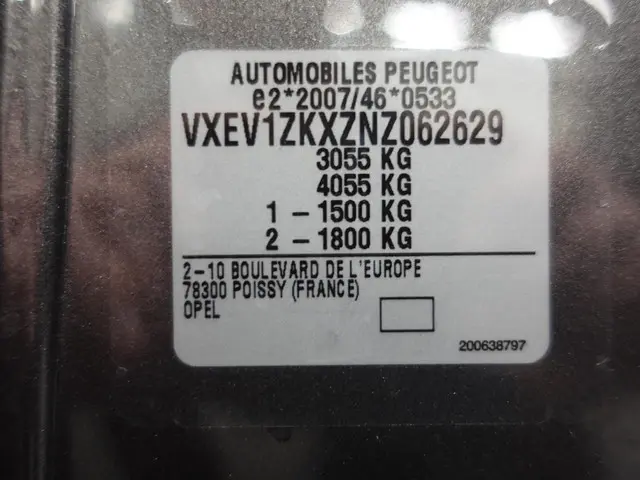 AUTOMOBILES PEUGEOT
e2*2007/46*0533
VXEV1ZKXZNZ062629
3055 KG
4055 KG
1 - 1500 KG
2 - 1800 KG
2-10 BOULEVARD DE L'EUROPE
78300 POISSY (FRANCE)
OPEL
200638797